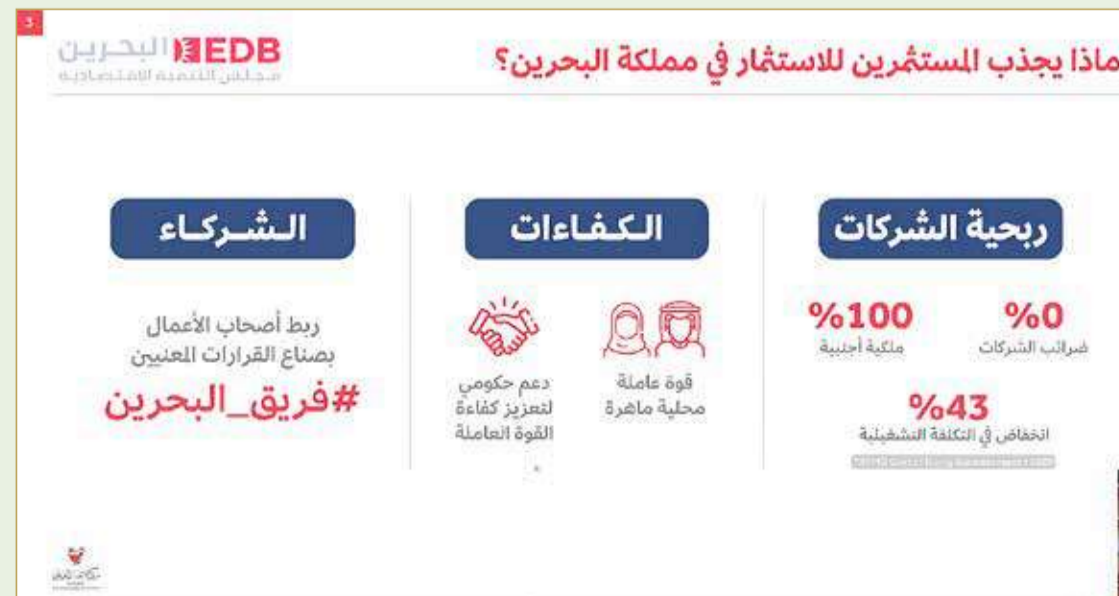 3
ماذا يجذب المستثمرين للاستثمار في مملكة البحرين؟
EDB البحرين
مجلس التنمية الاقتصادية
ربحية الشركات
%0
ضرائب الشركات
%100
ملكية أجنبية
%43
انخفاض في التكلفة التشغيلية
الكفاءات
قوة عاملة
محلية ماهرة
دعم حكومي
لتعزيز كفاءة
القوة العاملة
الشركاء
ربط أصحاب الأعمال
بصناع القرارات المعنيين
#فريق_البحرين